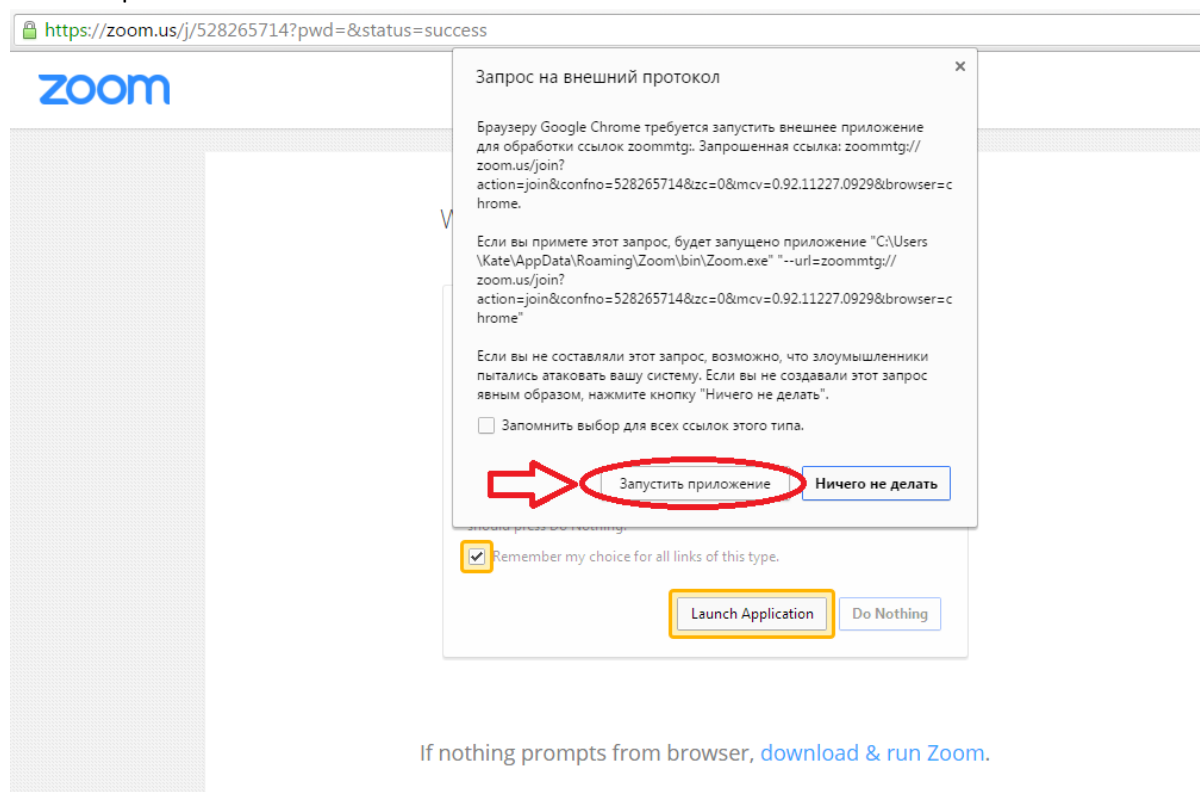 https://zoom.us/j/528265714?pwd=&status=success
zoom
Запрос на внешний протокол
Браузеру Google Chrome требуется запустить внешнее приложение
для обработки ссылок zoommtg:. Запрошенная ссылка: zoommtg://
zoom.us/join?
action=join&confno=528265714&zc=0&mcv=0.92.11227.0929&browser=c
hrome.
Если вы примете этот запрос, будет запущено приложение "C:\Users
\Kate\AppData\Roaming\Zoom\bin\Zoom.exe" "--url=zoommtg://
zoom.us/join?
action=join&confno=528265714&zc=0&mcv=0.92.11227.0929&browser=c
hrome"
Если вы не составляли этот запрос, возможно, что злоумышленники
пытались атаковать вашу систему. Если вы не создавали этот запрос
явным образом, нажмите кнопку "Ничего не делать".
Запомнить выбор для всех ссылок этого типа.
Запустить приложение
Ничего не делать
should press Do Nothing.
Remember my choice for all links of this type.
Launch Application
Do Nothing
If nothing prompts from browser, download & run Zoom.